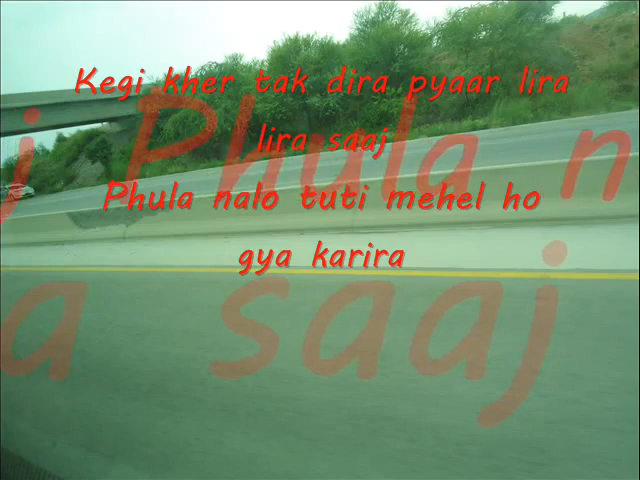 Kegi kher tak dira pyaar lira
lira saaj
Phula nalo tuti mehel ho
gya karira
j Phula n
a saaj